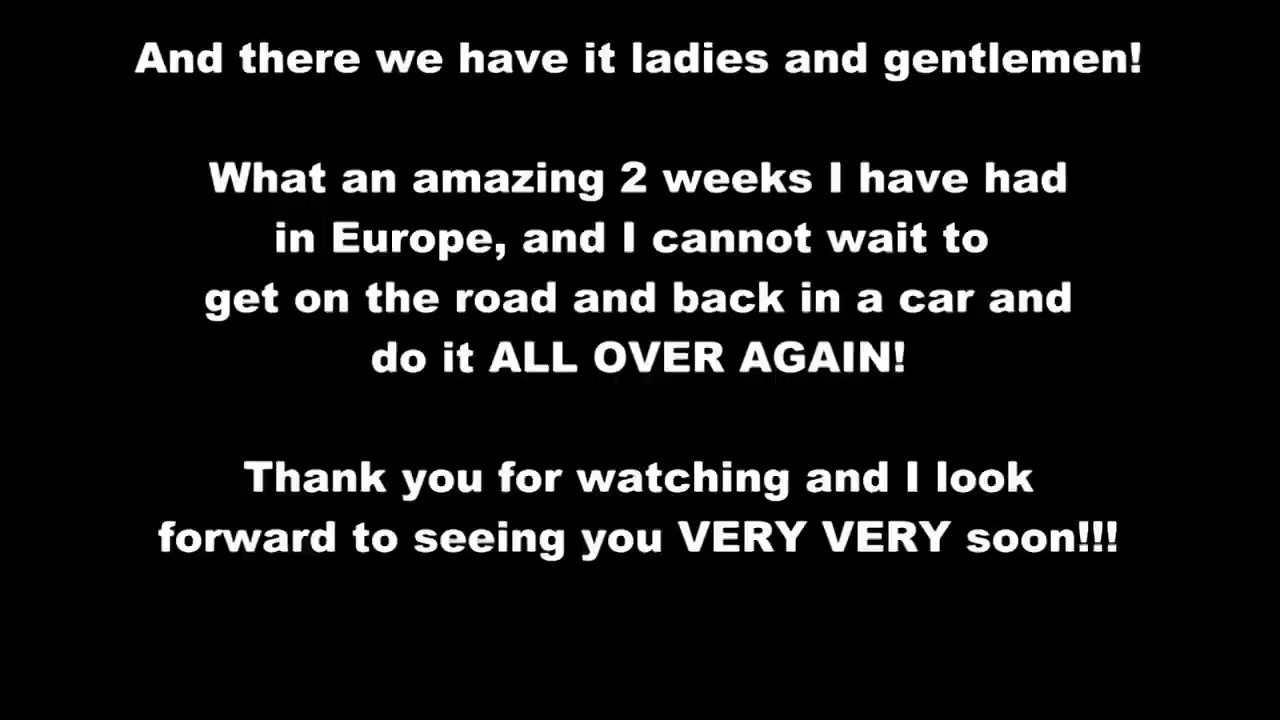 And there we have it ladies and gentlemen!
What an amazing 2 weeks I have had
in Europe, and I cannot wait to
get on the road and back in a car and
do it ALL OVER AGAIN!
Thank you for watching and I look
forward to seeing you VERY VERY soon!!!